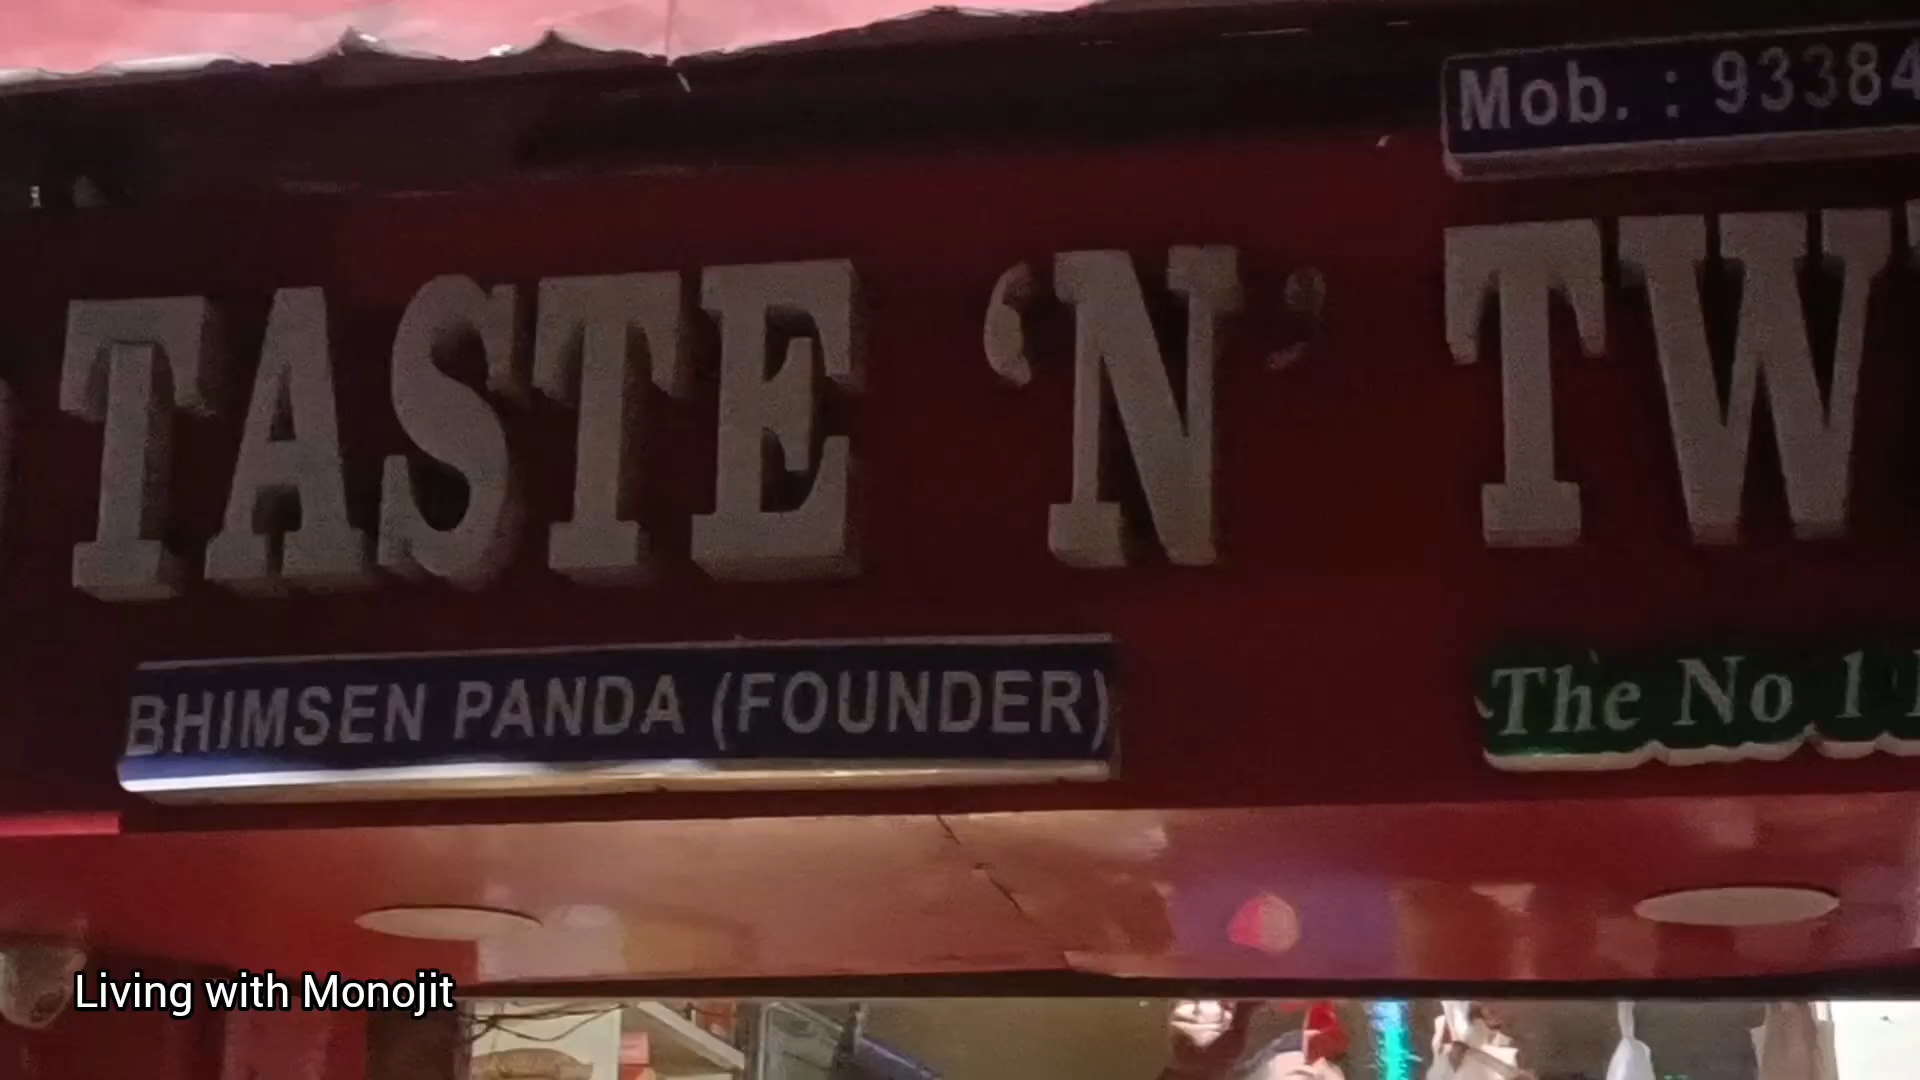 Mob. : 93384
TASTE 'N' TW
BHIMSEN PANDA (FOUNDER)
The No 1
Living with Monojit